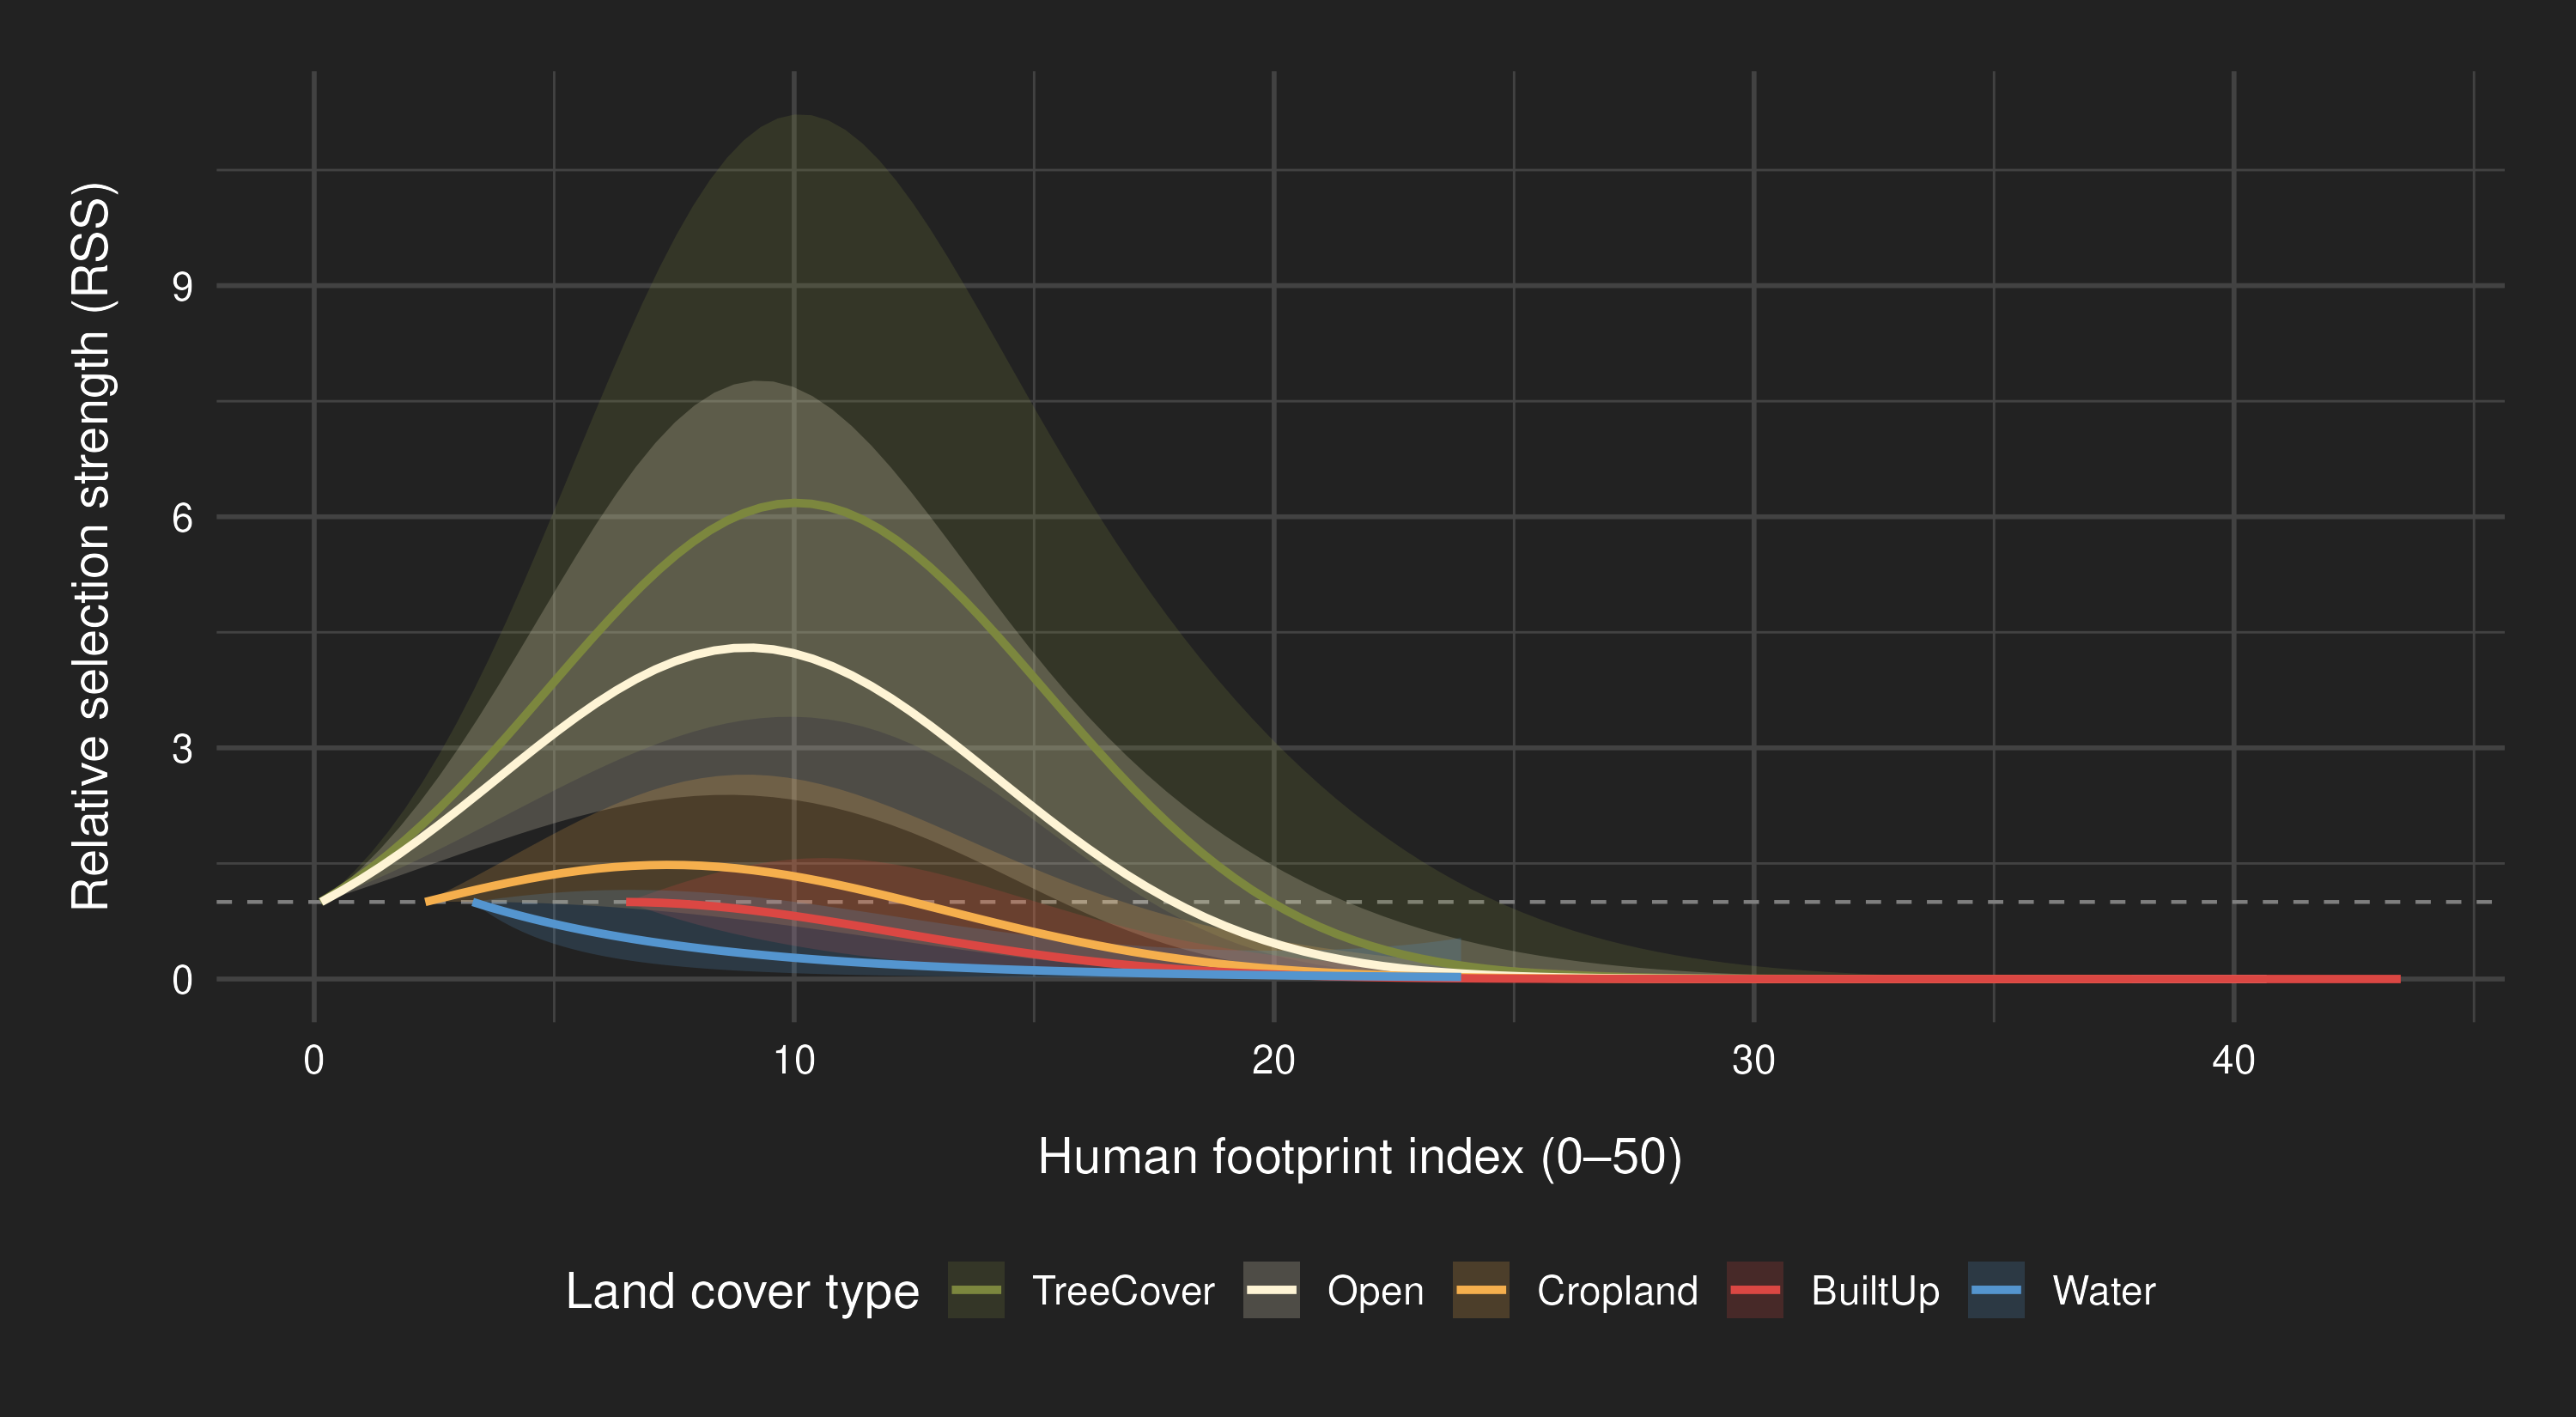 Relative selection strength (RSS)
9
6
3
0
0 10 20 30 40
Human footprint index (0–50)
Land cover type TreeCover Open Cropland BuiltUp Water